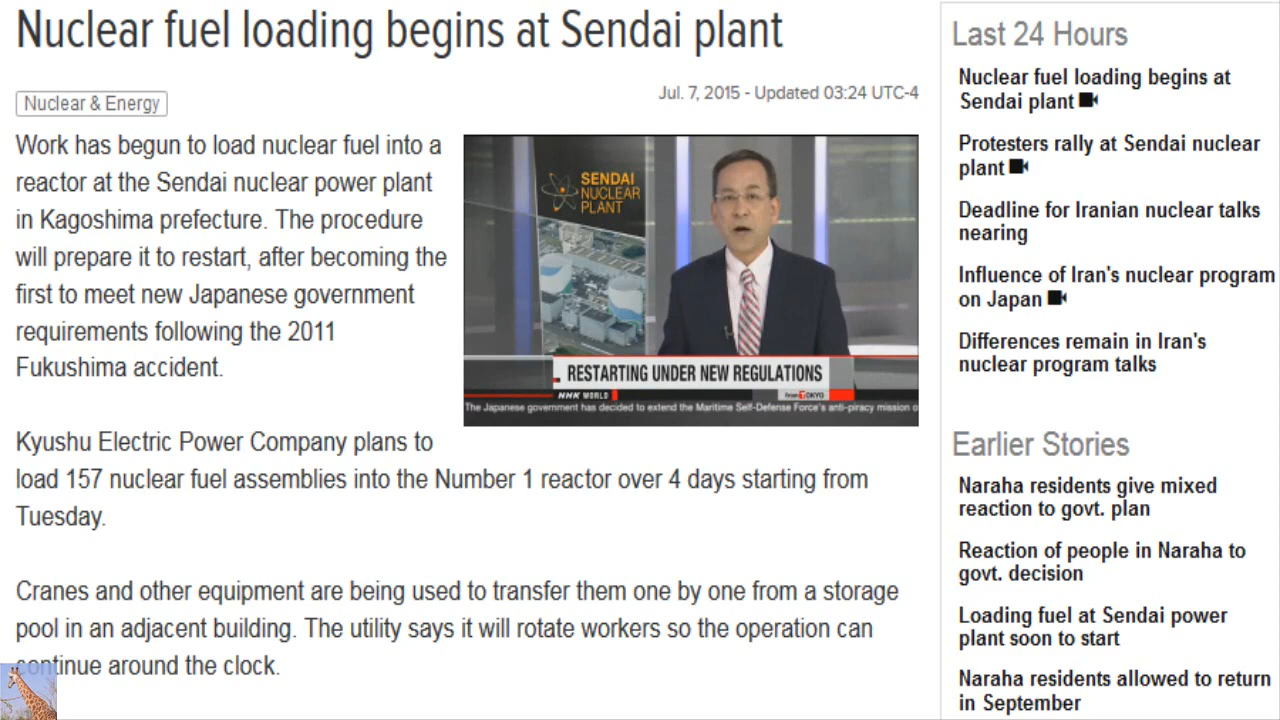 Nuclear fuel loading begins at Sendai plant
Nuclear & Energy
Jul. 7, 2015 - Updated 03:24 UTC-4
Work has begun to load nuclear fuel into a
reactor at the Sendai nuclear power plant
in Kagoshima prefecture. The procedure
will prepare it to restart, after becoming the
first to meet new Japanese government
requirements following the 2011
Fukushima accident.
SENDAI
NUCLEAR
PLANT
RESTARTING UNDER NEW REGULATIONS
NHK WORLD
from TOKYO
The Japanese government has decided to extend the Maritime Self-Defense Force's anti-piracy mission o
Kyushu Electric Power Company plans to
load 157 nuclear fuel assemblies into the Number 1 reactor over 4 days starting from
Tuesday.
Cranes and other equipment are being used to transfer them one by one from a storage
pool in an adjacent building. The utility says it will rotate workers so the operation can
continue around the clock.
Last 24 Hours
Nuclear fuel loading begins at
Sendai plant
Protesters rally at Sendai nuclear
plant
Deadline for Iranian nuclear talks
nearing
Influence of Iran's nuclear program
on Japan
Differences remain in Iran's
nuclear program talks
Earlier Stories
Naraha residents give mixed
reaction to govt. plan
Reaction of people in Naraha to
govt. decision
Loading fuel at Sendai power
plant soon to start
Naraha residents allowed to return
in September